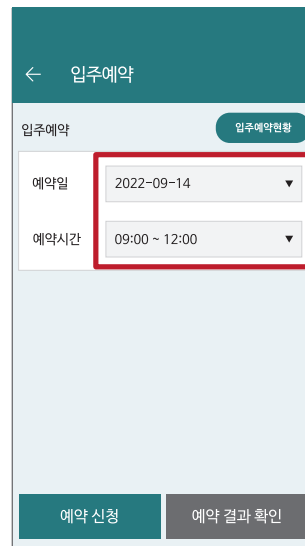 ← 입주예약
입주예약 입주예약현황
예약일 2022-09-14 ▼
예약시간 09:00 ~ 12:00 ▼
예약 신청 예약 결과 확인